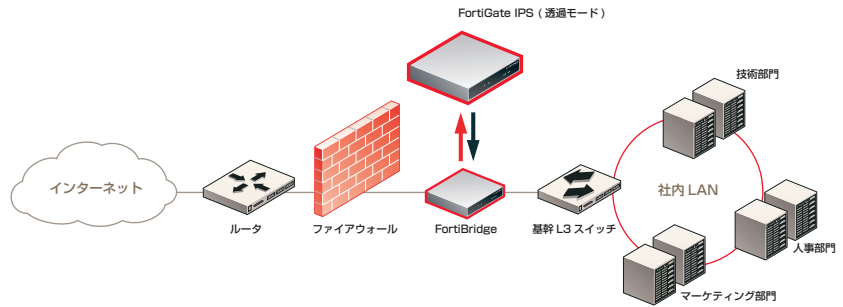 FortiGate IPS ( 透過モード )
技術部門
インターネット
社内 LAN
ルータ
ファイアウォール
FortiBridge
基幹 L3 スイッチ
人事部門
マーケティング部門